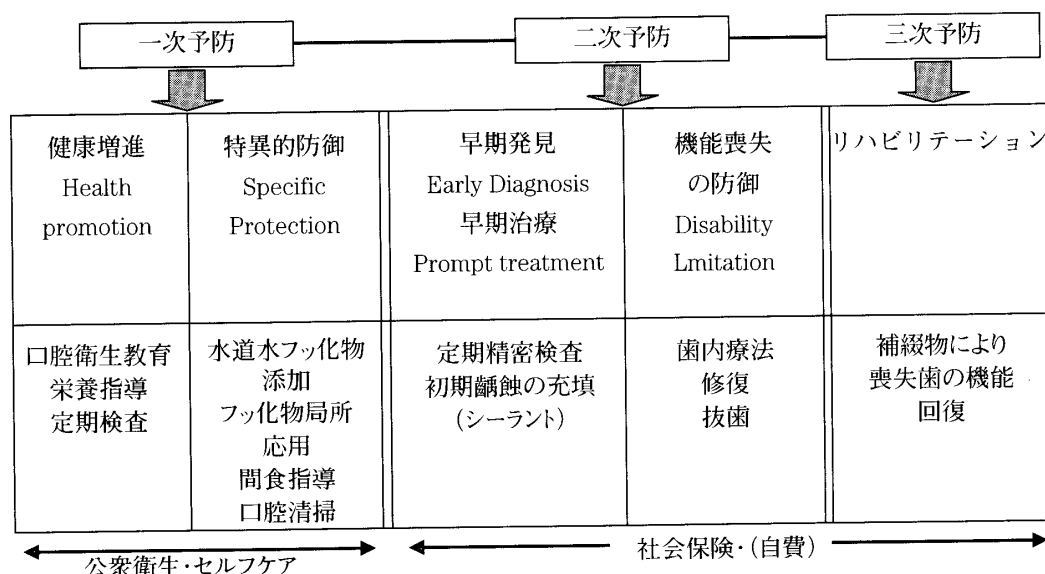 一次予防
二次予防
三次予防
健康増進
Health
promotion
特異的防御
Specific
Protection
早期発見
Early Diagnosis
早期治療
Prompt treatment
機能喪失
の防御
Disability
Lmitation
リハビリテーション
口腔衛生教育
栄養指導
定期検査
水道水フッ化物
添加
フッ化物局所
応用
間食指導
口腔清掃
定期精密検査
初期齲蝕の充填
(シーラント)
歯内療法
修復
抜歯
補綴物により
喪失歯の機能
回復
公衆衛生・セルフケア
社会保険・(自費)